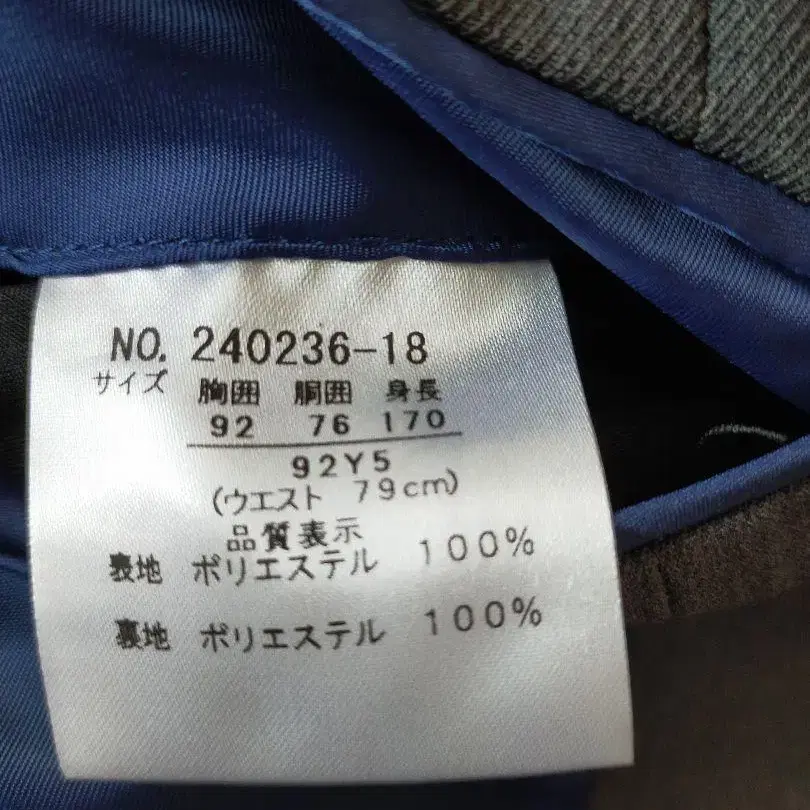 NO. 240236-18
サイズ 胸囲 胴囲 身長
92 76 170
92Y5
(ウエスト 79cm)
品質表示
表地 ポリエステル 100%
裏地 ポリエステル 100%